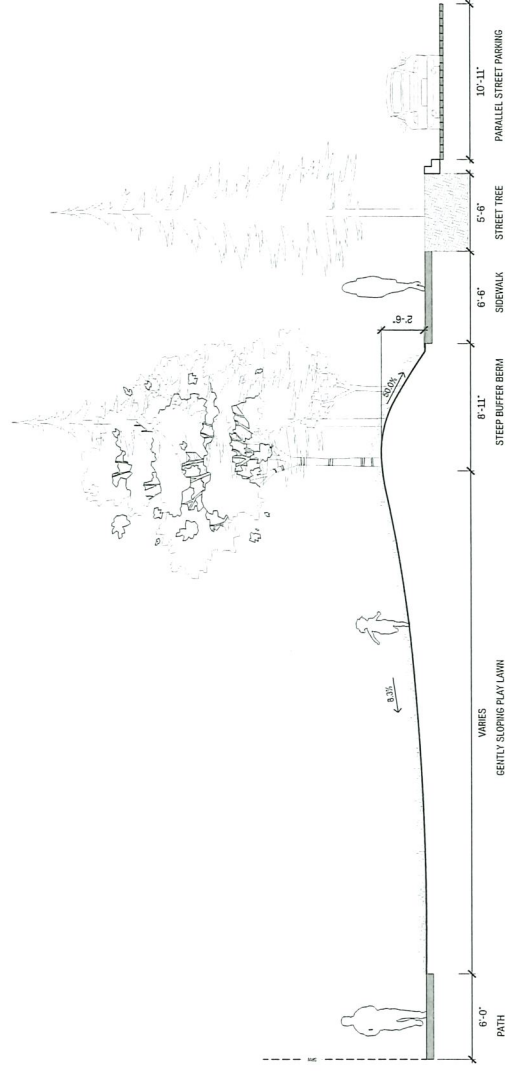 6'-0"
PATH
VARIES
GENTLY SLOPING PLAY LAWN
8.3%
8'-11"
STEEP BUFFER BERM
50.0%
2'-6"
6'-6"
SIDEWALK
5'-6"
STREET TREE
10'-11"
PARALLEL STREET PARKING